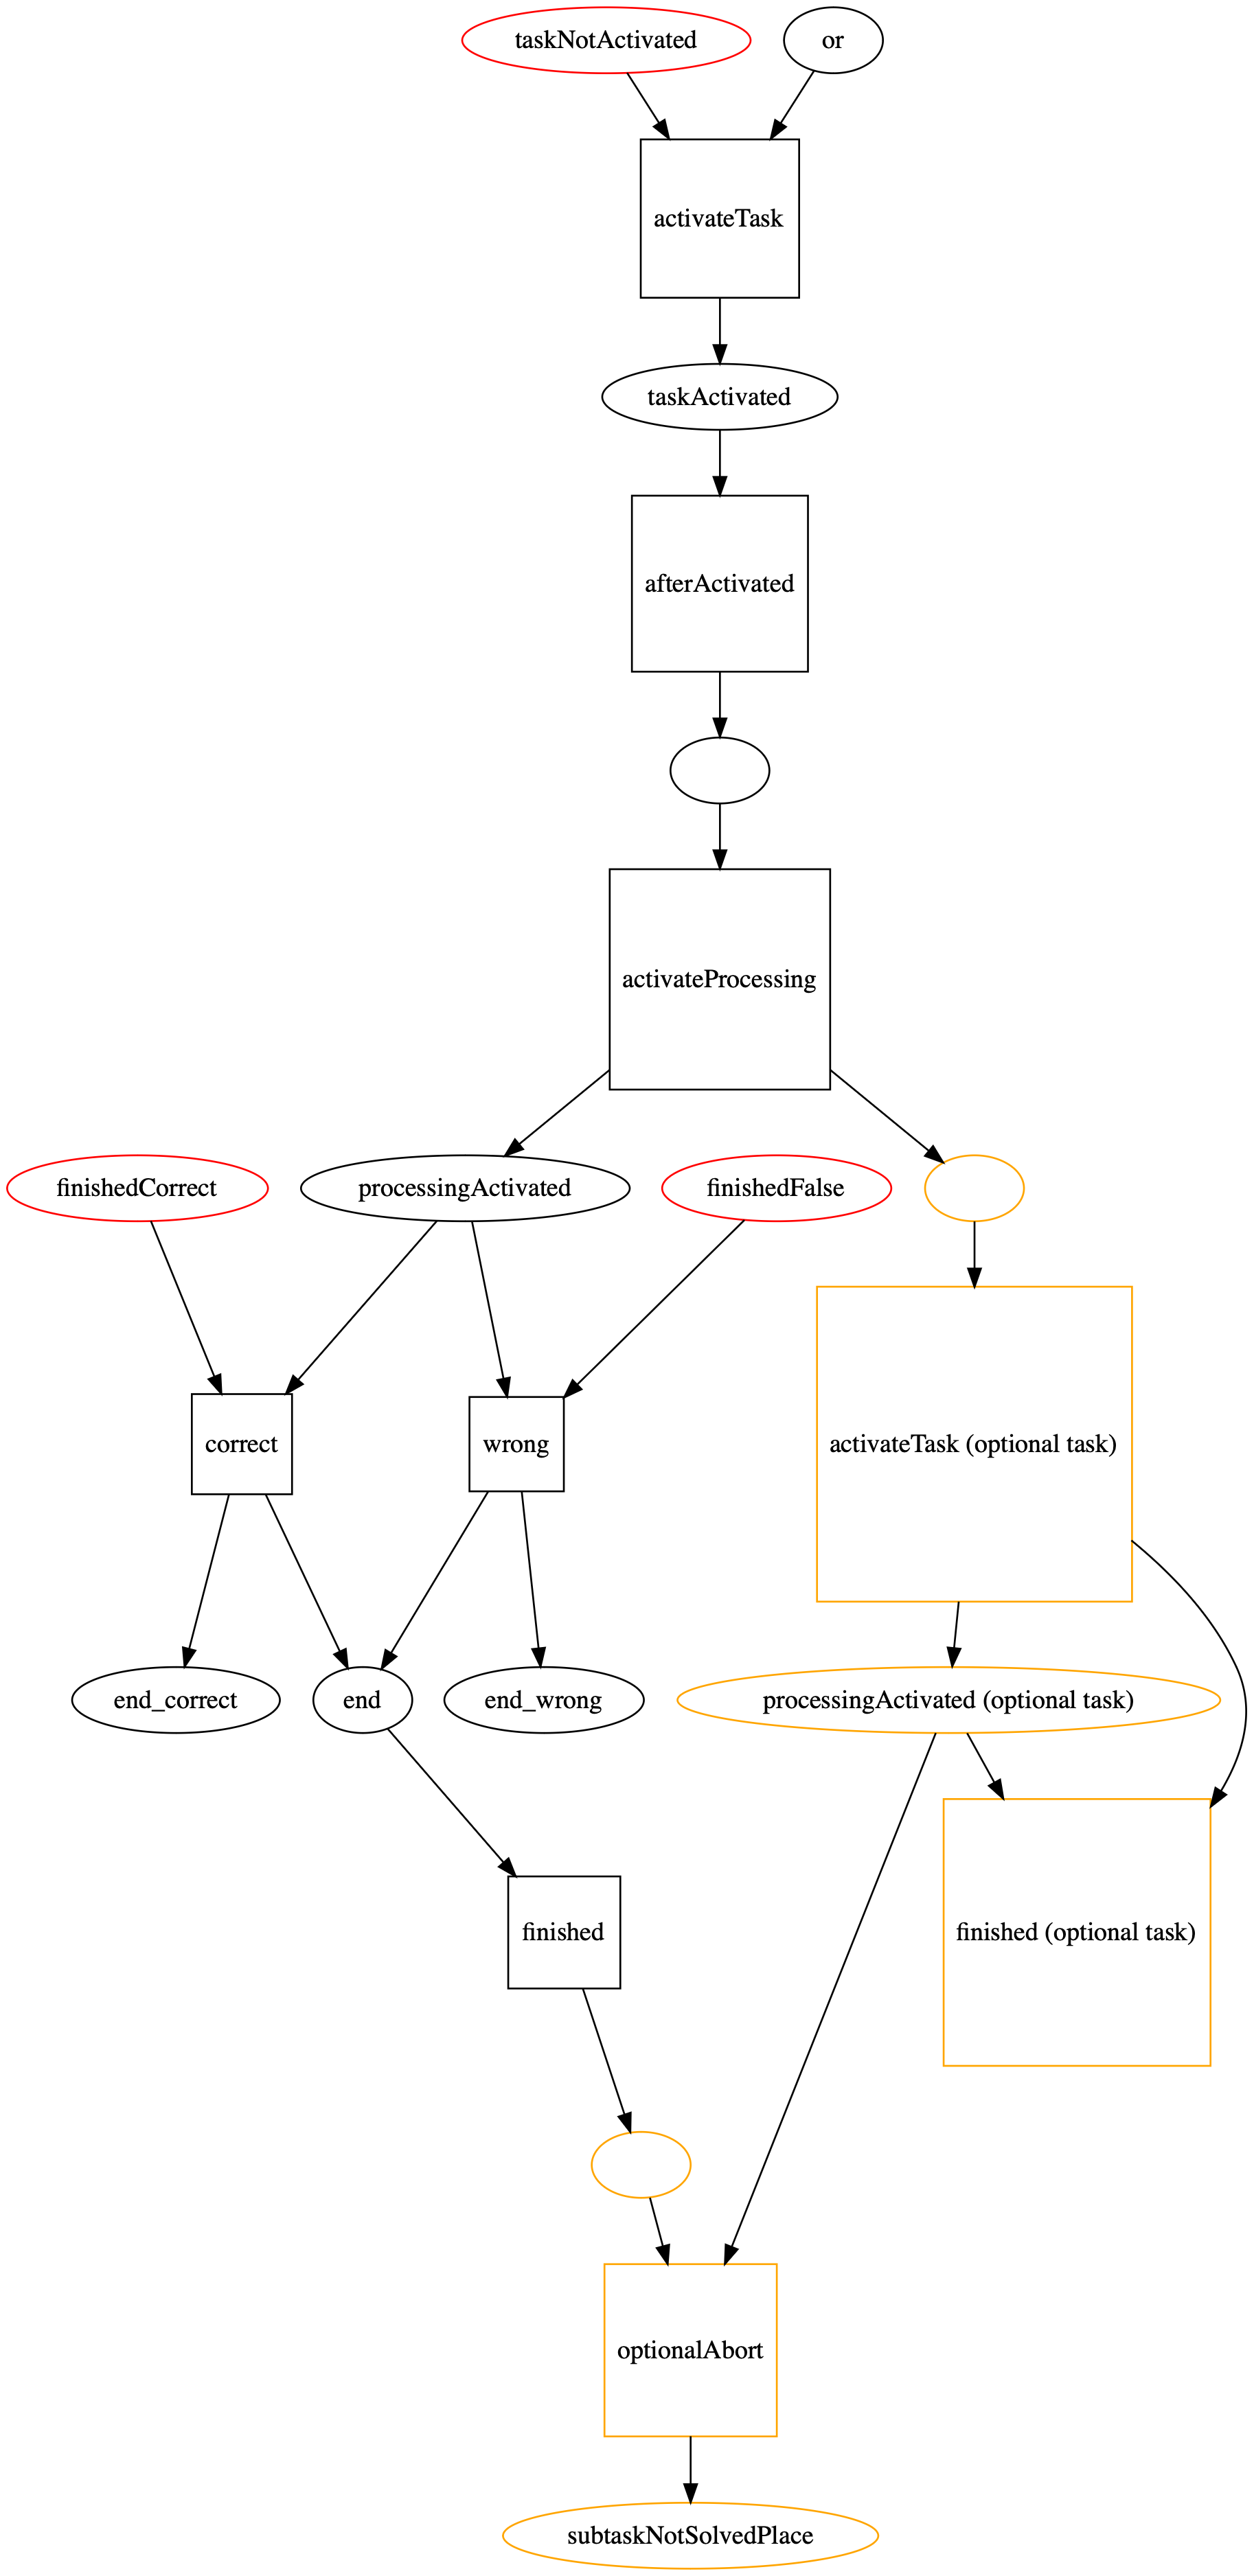 taskNotActivated
or
activateTask
taskActivated
afterActivated
activateProcessing
finishedCorrect
processingActivated
finishedFalse
correct
wrong
activateTask (optional task)
end_correct
end
end_wrong
processingActivated (optional task)
finished
finished (optional task)
optionalAbort
subtaskNotSolvedPlace